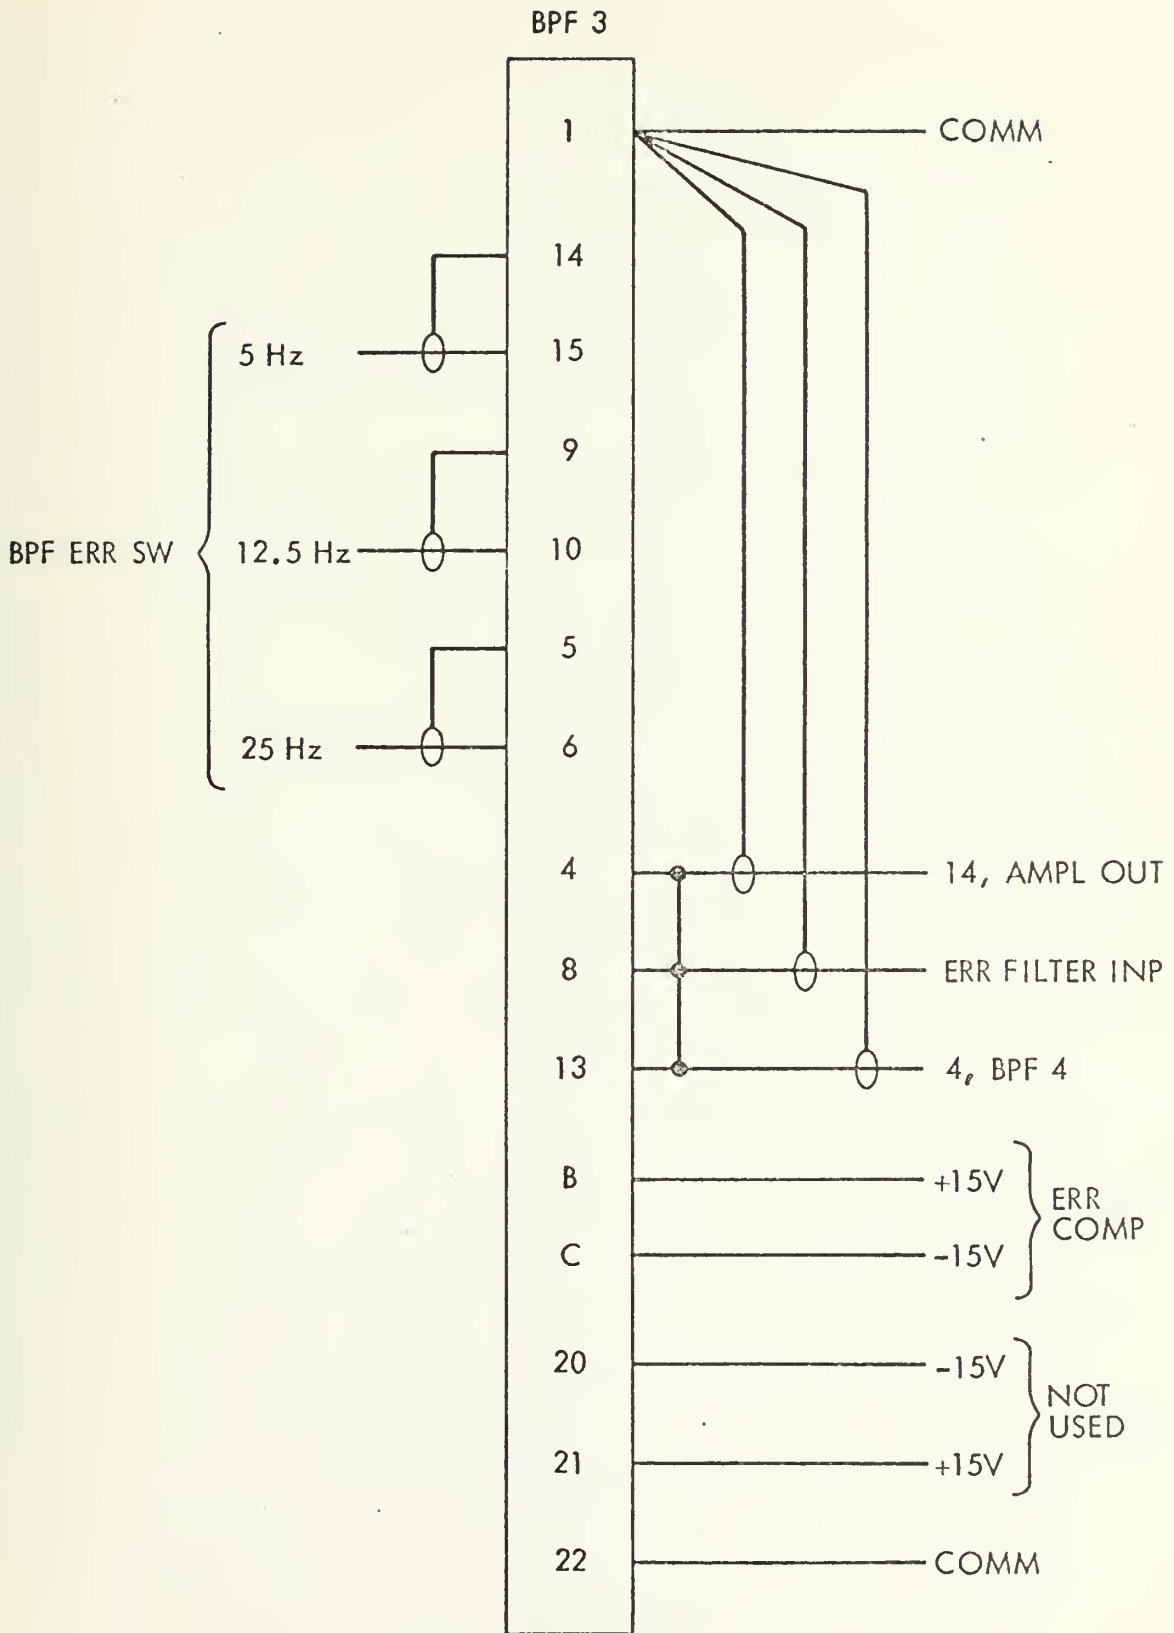 BPF 3
1
COMM
14
15
5 Hz
9
10
12.5 Hz
BPF ERR SW
5
6
25 Hz
4
14, AMPL OUT
8
ERR FILTER INP
13
4, BPF 4
B
+15V
C
-15V
ERR
COMP
20
-15V
21
+15V
NOT
USED
22
COMM